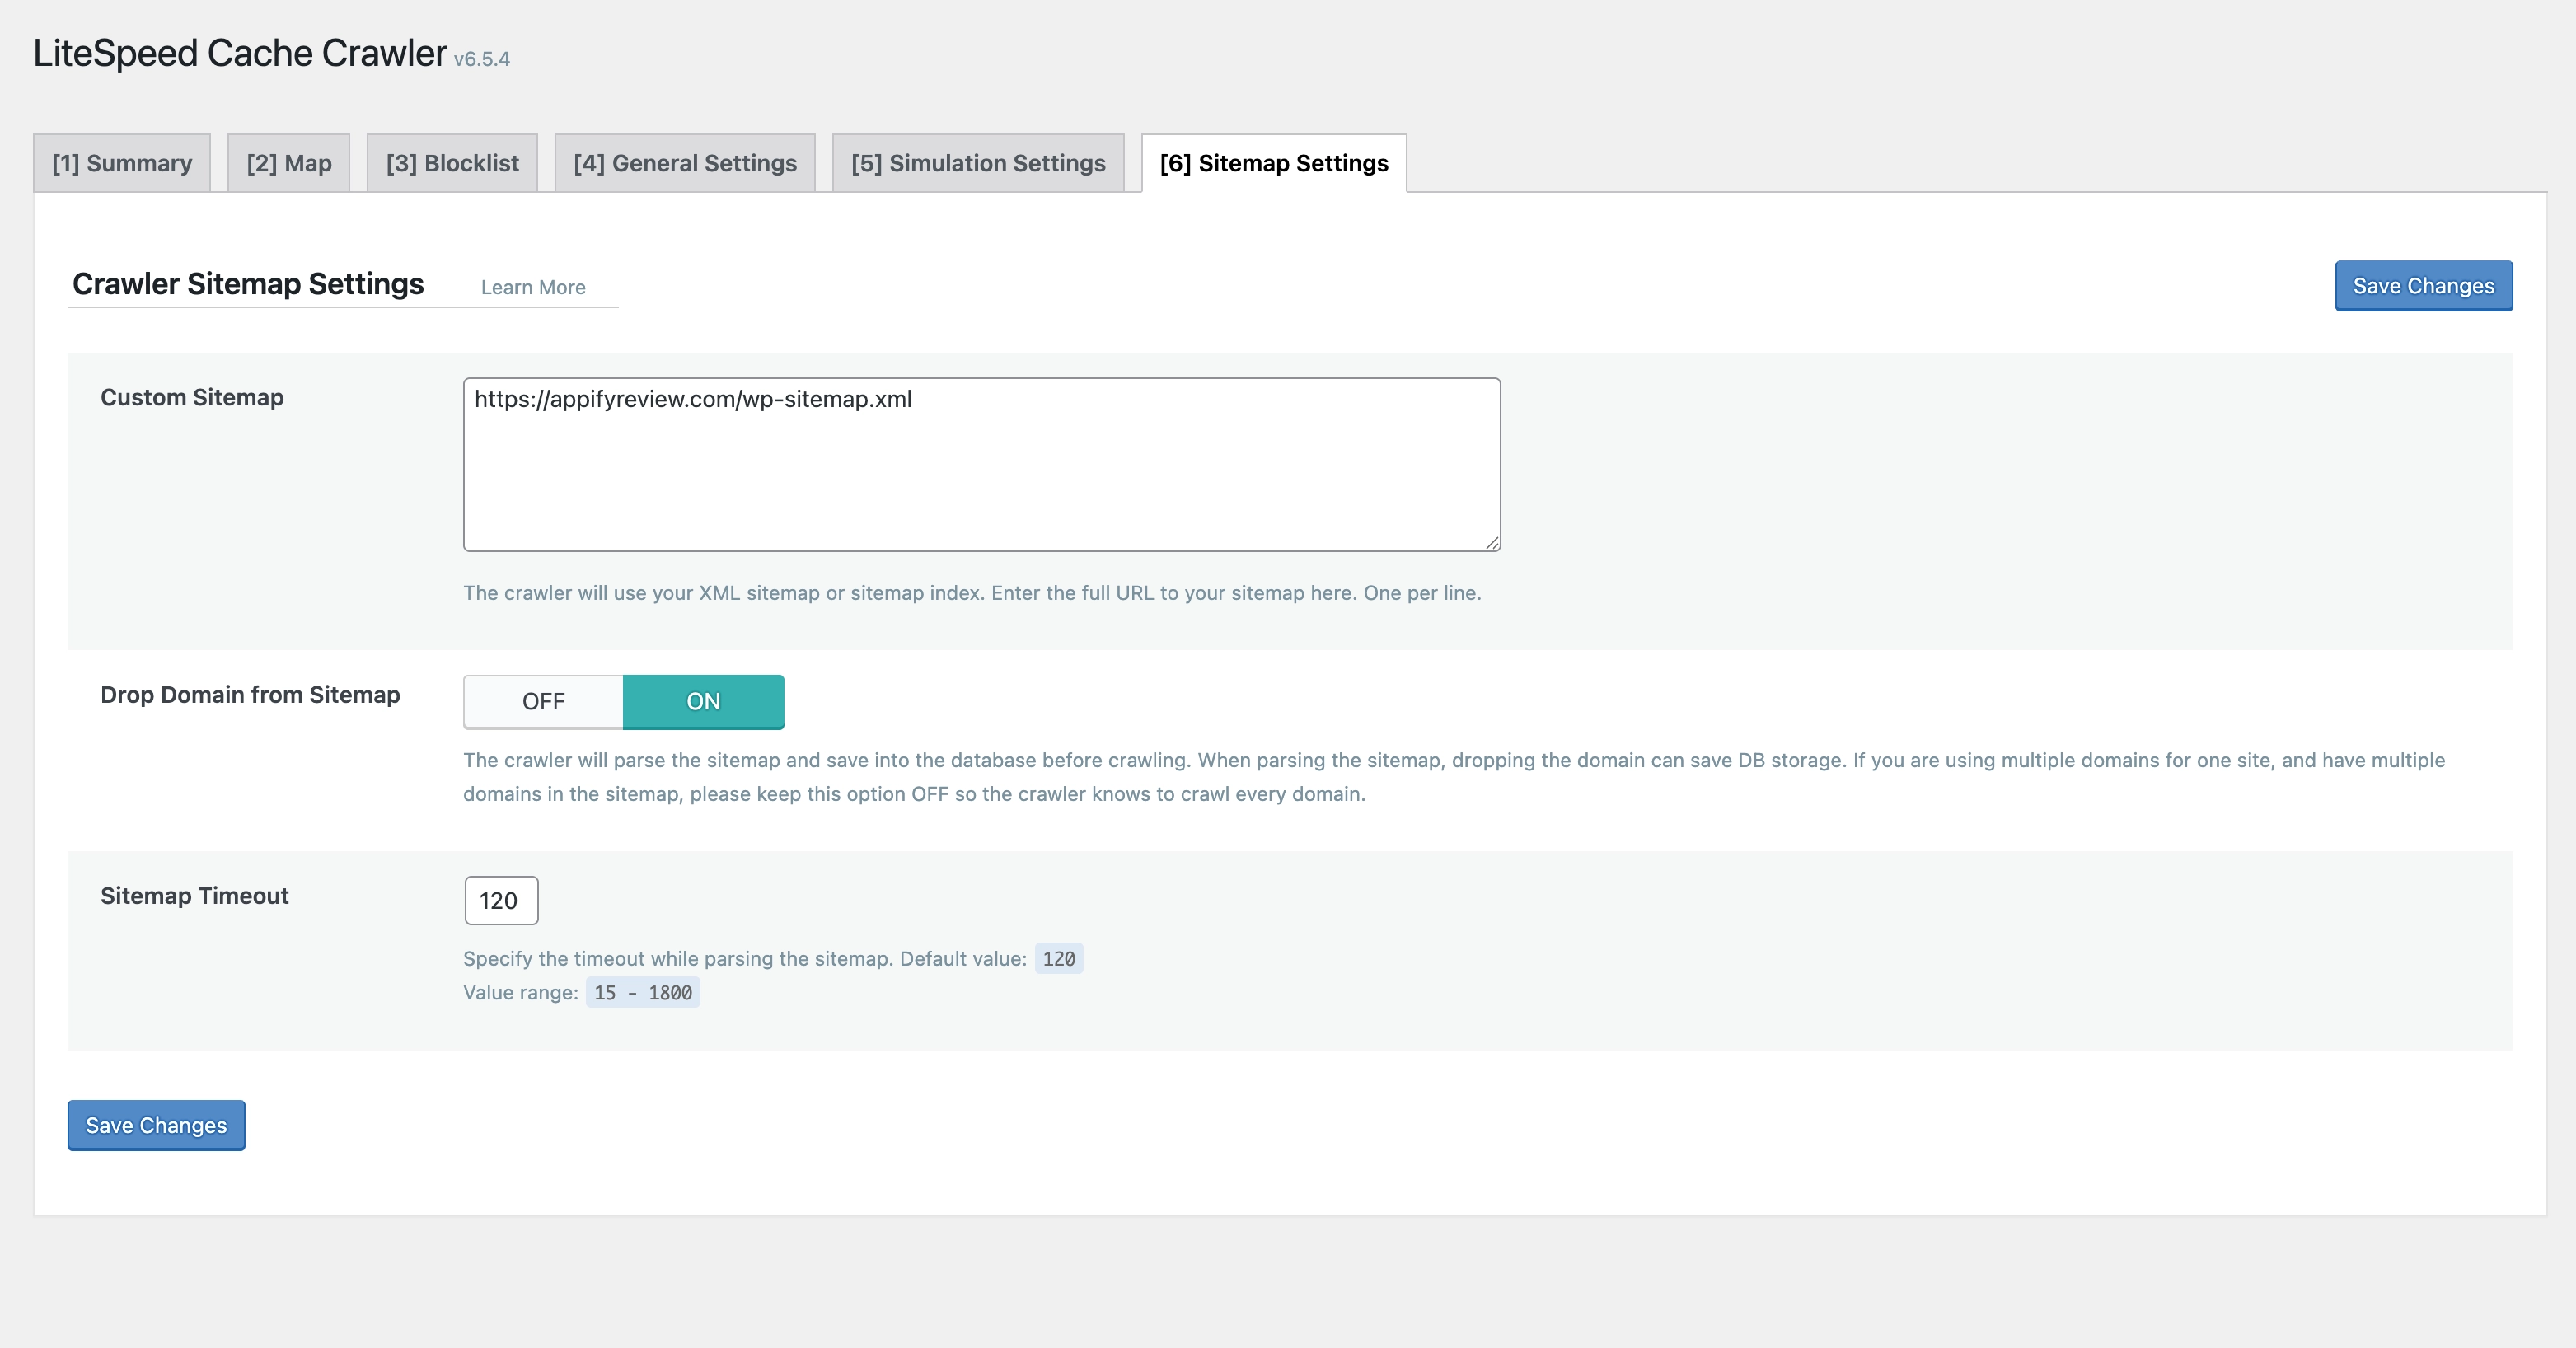 LiteSpeed Cache Crawler v6.5.4
[1] Summary [2] Map [3] Blocklist [4] General Settings [5] Simulation Settings [6] Sitemap Settings
Crawler Sitemap Settings Learn More Save Changes
Custom Sitemap https://appifyreview.com/wp-sitemap.xml
The crawler will use your XML sitemap or sitemap index. Enter the full URL to your sitemap here. One per line.
Drop Domain from Sitemap OFF ON
The crawler will parse the sitemap and save into the database before crawling. When parsing the sitemap, dropping the domain can save DB storage. If you are using multiple domains for one site, and have multiple
domains in the sitemap, please keep this option OFF so the crawler knows to crawl every domain.
Sitemap Timeout 120
Specify the timeout while parsing the sitemap. Default value: 120
Value range: 15 - 1800
Save Changes